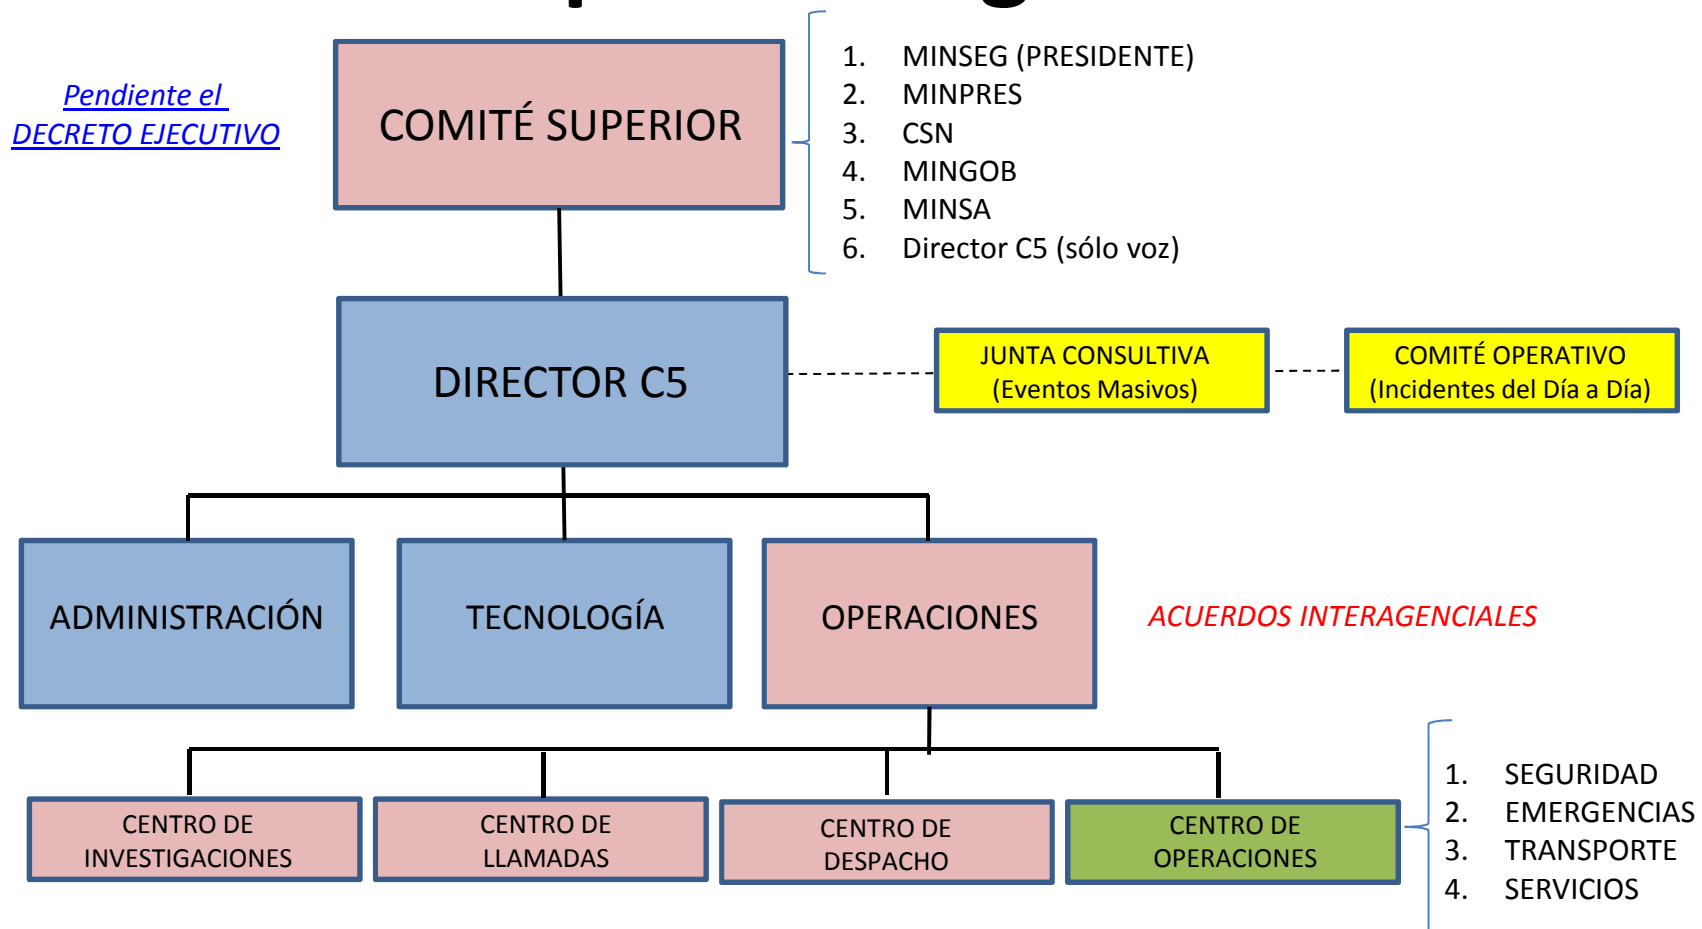 Pendiente el
DECRETO EJECUTIVO
COMITÉ SUPERIOR
1. MINSEG (PRESIDENTE)
2. MINPRES
3. CSN
4. MINGOB
5. MINSA
6. Director C5 (sólo voz)
DIRECTOR C5
JUNTA CONSULTIVA
(Eventos Masivos)
COMITÉ OPERATIVO
(Incidentes del Día a Día)
ADMINISTRACIÓN
TECNOLOGÍA
OPERACIONES
ACUERDOS INTERAGENCIALES
CENTRO DE
INVESTIGACIONES
CENTRO DE
LLAMADAS
CENTRO DE
DESPACHO
CENTRO DE
OPERACIONES
1. SEGURIDAD
2. EMERGENCIAS
3. TRANSPORTE
4. SERVICIOS